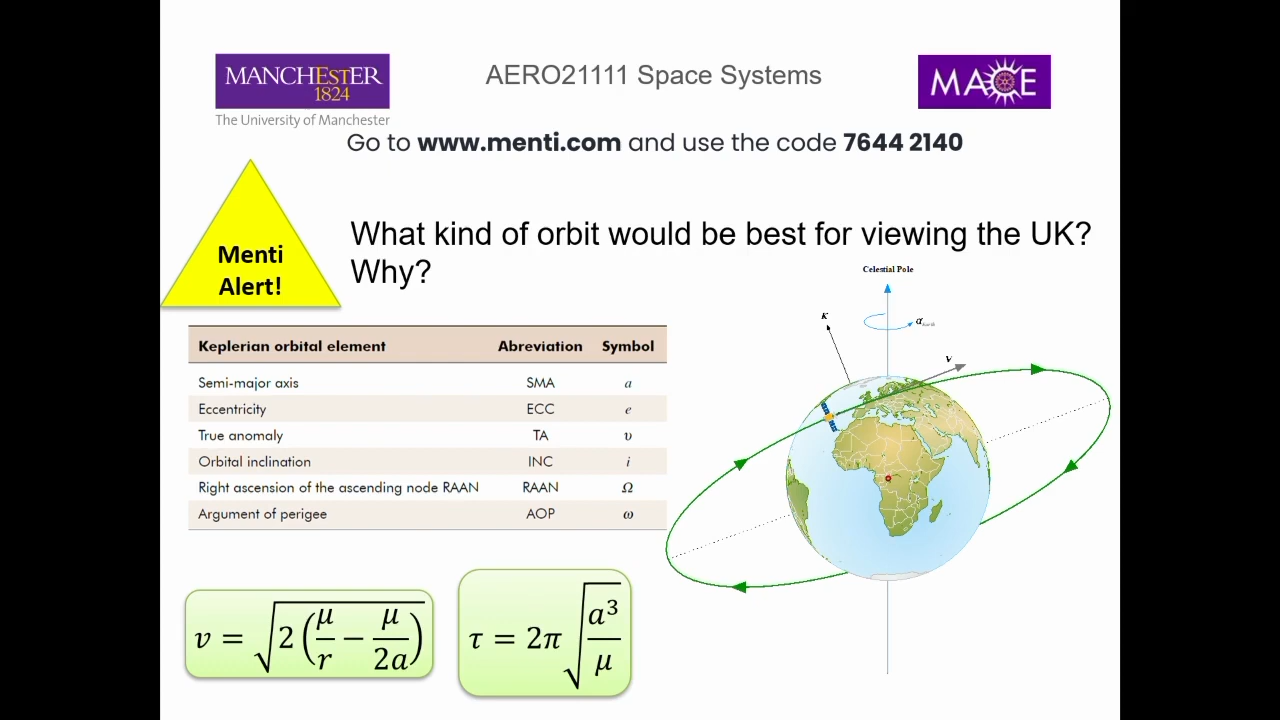 MANCHESTER
1824
The University of Manchester
AERO21111 Space Systems
MACE
Go to www.menti.com and use the code 7644 2140
Menti
Alert!
What kind of orbit would be best for viewing the UK?
Why?
Keplerian orbital element Abreviation Symbol
Semi-major axis SMA a
Eccentricity ECC e
True anomaly TA υ
Orbital inclination INC i
Right ascension of the ascending node RAAN RAAN Ω
Argument of perigee AOP ω
Celestial Pole
κ
α
v
v = √(2(μ/r − μ/2a))
τ = 2π√(a³/μ)